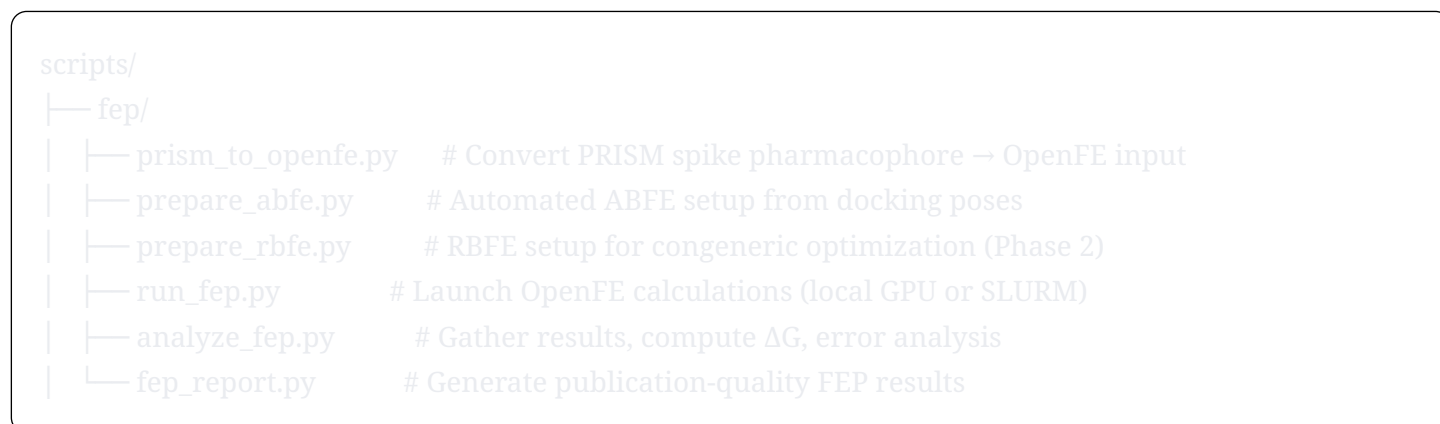 scripts/
├── fep/
│   ├── prism_to_openfe.py      # Convert PRISM spike pharmacophore → OpenFE input
│   ├── prepare_abfe.py          # Automated ABFE setup from docking poses
│   ├── prepare_rbfe.py          # RBFE setup for congeneric optimization (Phase 2)
│   ├── run_fep.py               # Launch OpenFE calculations (local GPU or SLURM)
│   ├── analyze_fep.py           # Gather results, compute ΔG, error analysis
│   └── fep_report.py            # Generate publication-quality FEP results